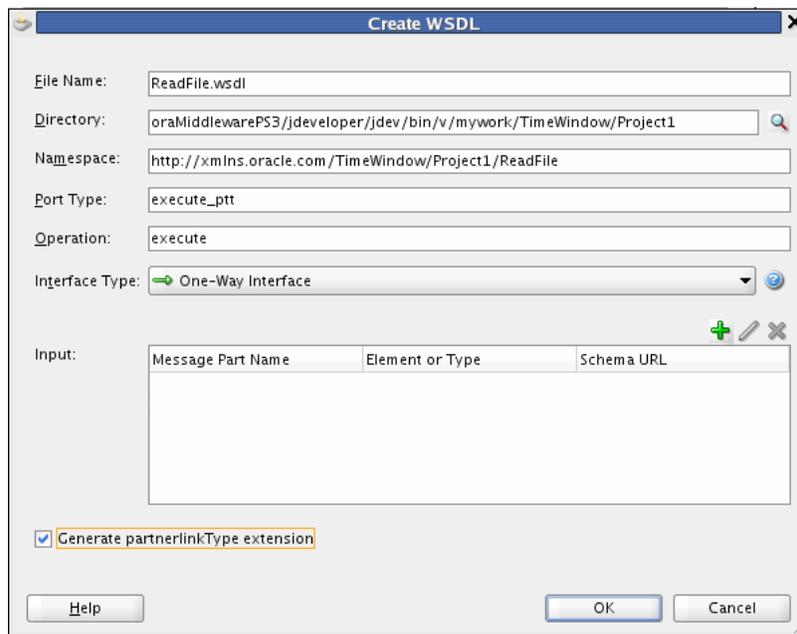 Create WSDL
File Name: ReadFile.wsdl
Directory: oraMiddlewarePS3/jdeveloper/jdev/bin/v/mywork/TimeWindow/Project1
Namespace: http://xmlns.oracle.com/TimeWindow/Project1/ReadFile
Port Type: execute_ptt
Operation: execute
Interface Type: One-Way Interface
Input: Message Part Name Element or Type Schema URL
Generate partnerlinkType extension
Help OK Cancel